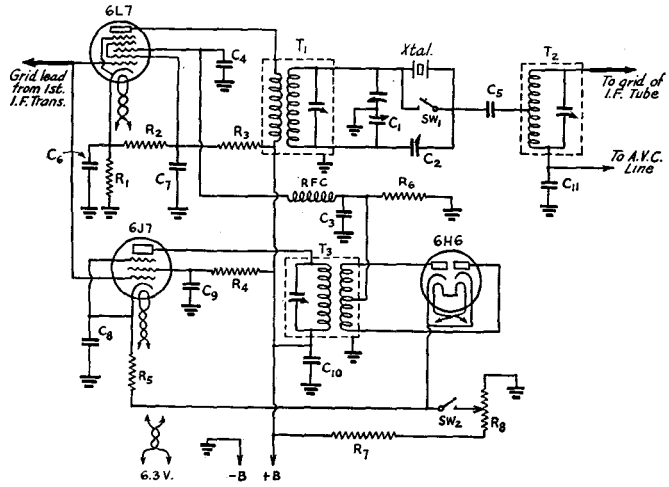 6L7
Grid lead
from 1st.
I.F.Trans.
C4
T1
Xtal.
T2
To grid of
I.F. Tube
C1
SW1
C5
C2
C6
R2
R3
R1
C7
To A.V.C.
Line
C11
RFC
R6
C3
6J7
T3
6H6
R4
C9
C8
C10
R5
SW2
R8
R7
6.3 V.
-B
+B